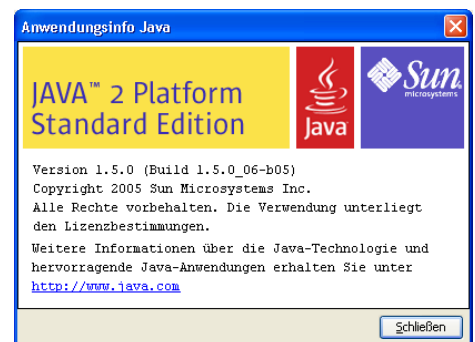 Anwendungsinfo Java
JAVA™ 2 Platform
Standard Edition
Java
Sun
microsystems
Version 1.5.0 (Build 1.5.0_06-b05)
Copyright 2005 Sun Microsystems Inc.
Alle Rechte vorbehalten. Die Verwendung unterliegt
den Lizenzbestimmungen.
Weitere Informationen über die Java-Technologie und
hervorragende Java-Anwendungen erhalten Sie unter
http://www.java.com
Schließen